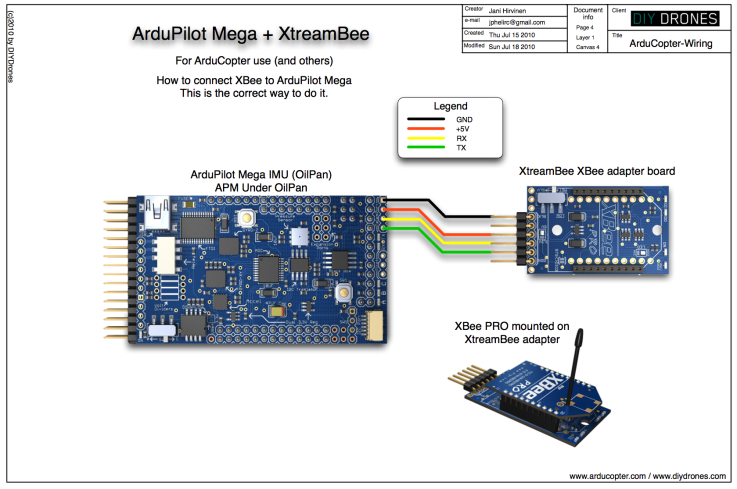 (c)2010 by DIYDrones
ArduPilot Mega + XtreamBee
For ArduCopter use (and others)
How to connect XBee to ArduPilot Mega
This is the correct way to do it.
Creator Jani Hirvinen
e-mail jphelirc@gmail.com
Created Thu Jul 15 2010
Modified Sun Jul 18 2010
Document info
Page 4
Layer 1
Canvas 4
Client
DIY DRONES
Title
ArduCopter-Wiring
Legend
GND
+5V
RX
TX
ArduPilot Mega IMU (OilPan)
APM Under OilPan
XtreamBee XBee adapter board
XBee PRO mounted on
XtreamBee adapter
XBee
PRO
www.arducopter.com / www.diydrones.com